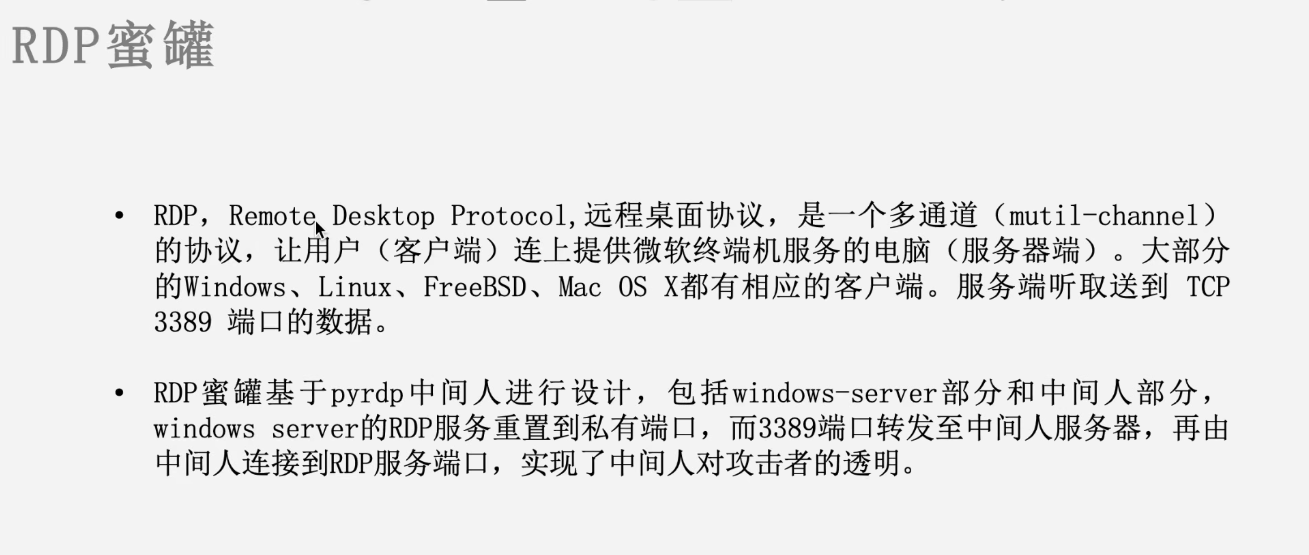 RDP蜜罐
• RDP，Remote Desktop Protocol,远程桌面协议，是一个多通道（mutil-channel）
的协议，让用户（客户端）连上提供微软终端机服务的电脑（服务器端）。大部分
的Windows、Linux、FreeBSD、Mac OS X都有相应的客户端。服务端听取送到 TCP
3389 端口的数据。
• RDP蜜罐基于pyrdp中间人进行设计，包括windows-server部分和中间人部分，
windows server的RDP服务重置到私有端口，而3389端口转发至中间人服务器，再由
中间人连接到RDP服务端口，实现了中间人对攻击者的透明。